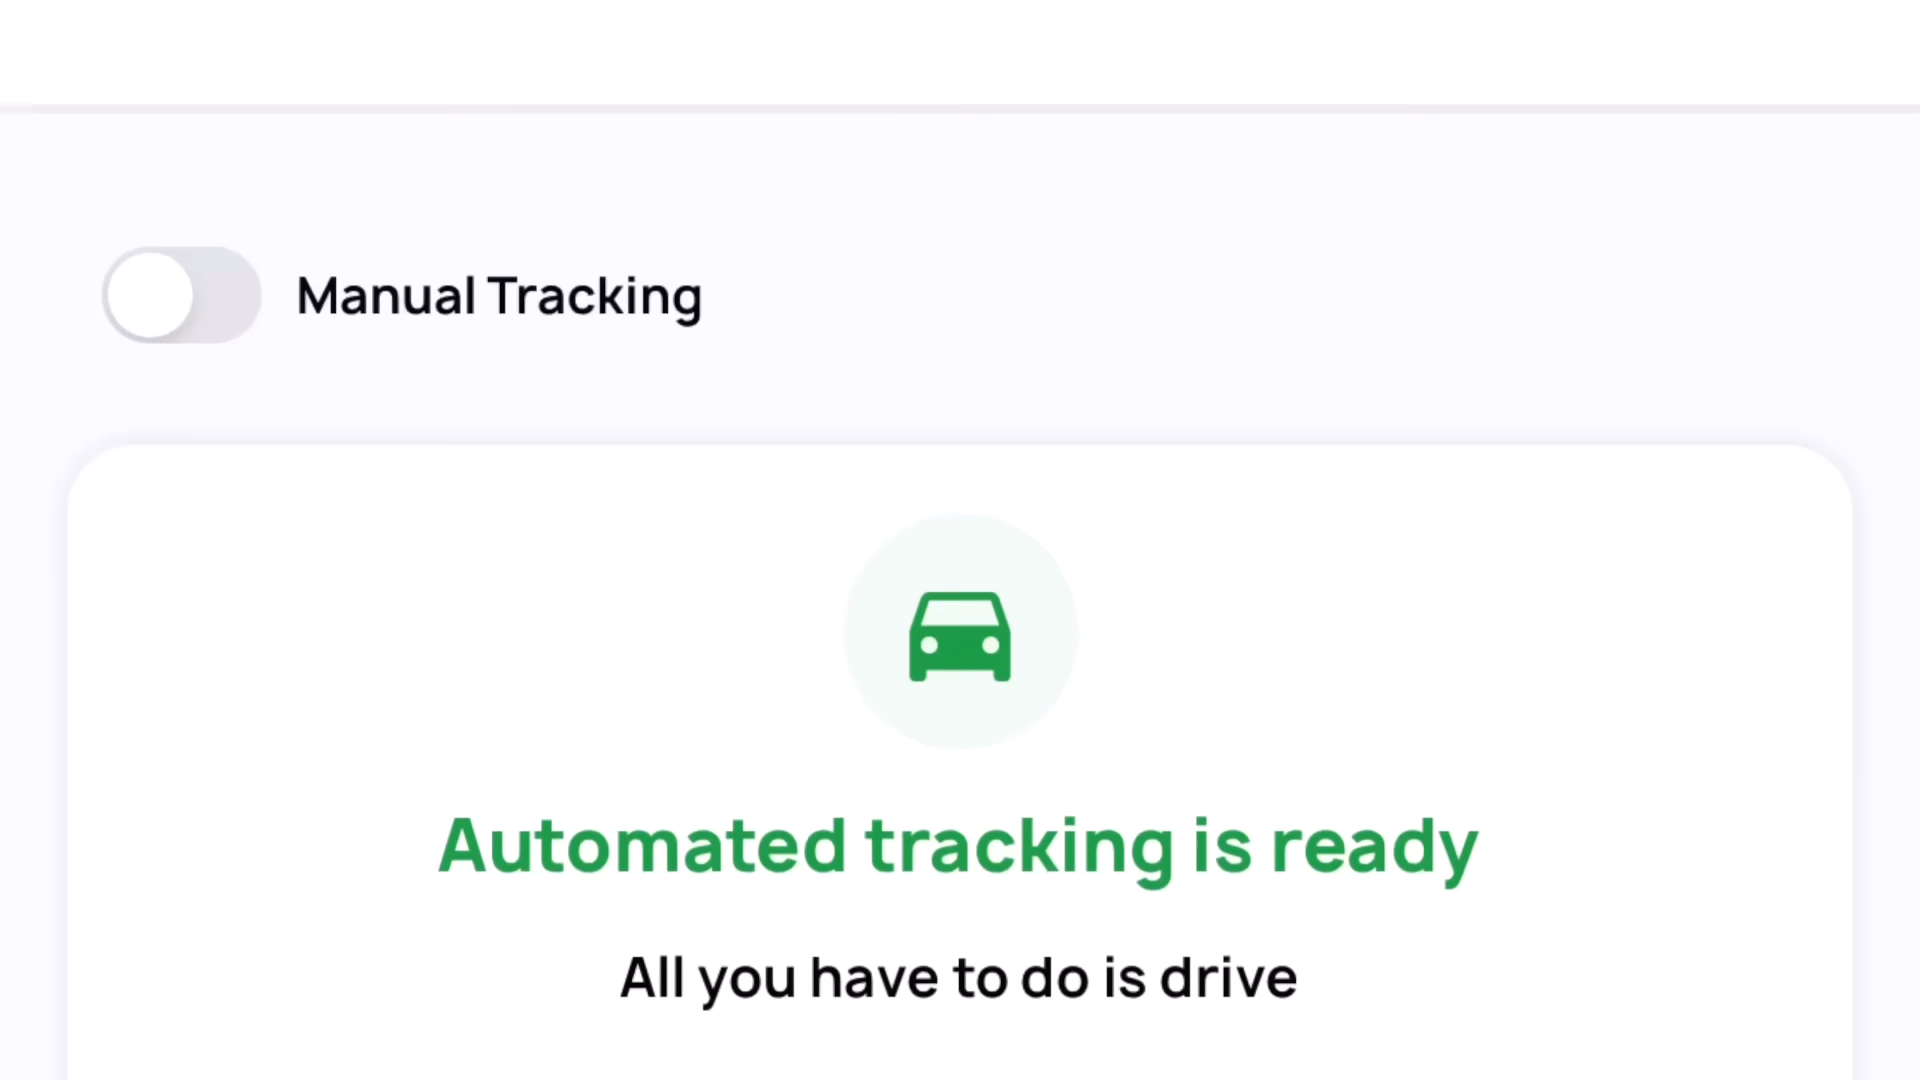 Manual Tracking
Automated tracking is ready
All you have to do is drive